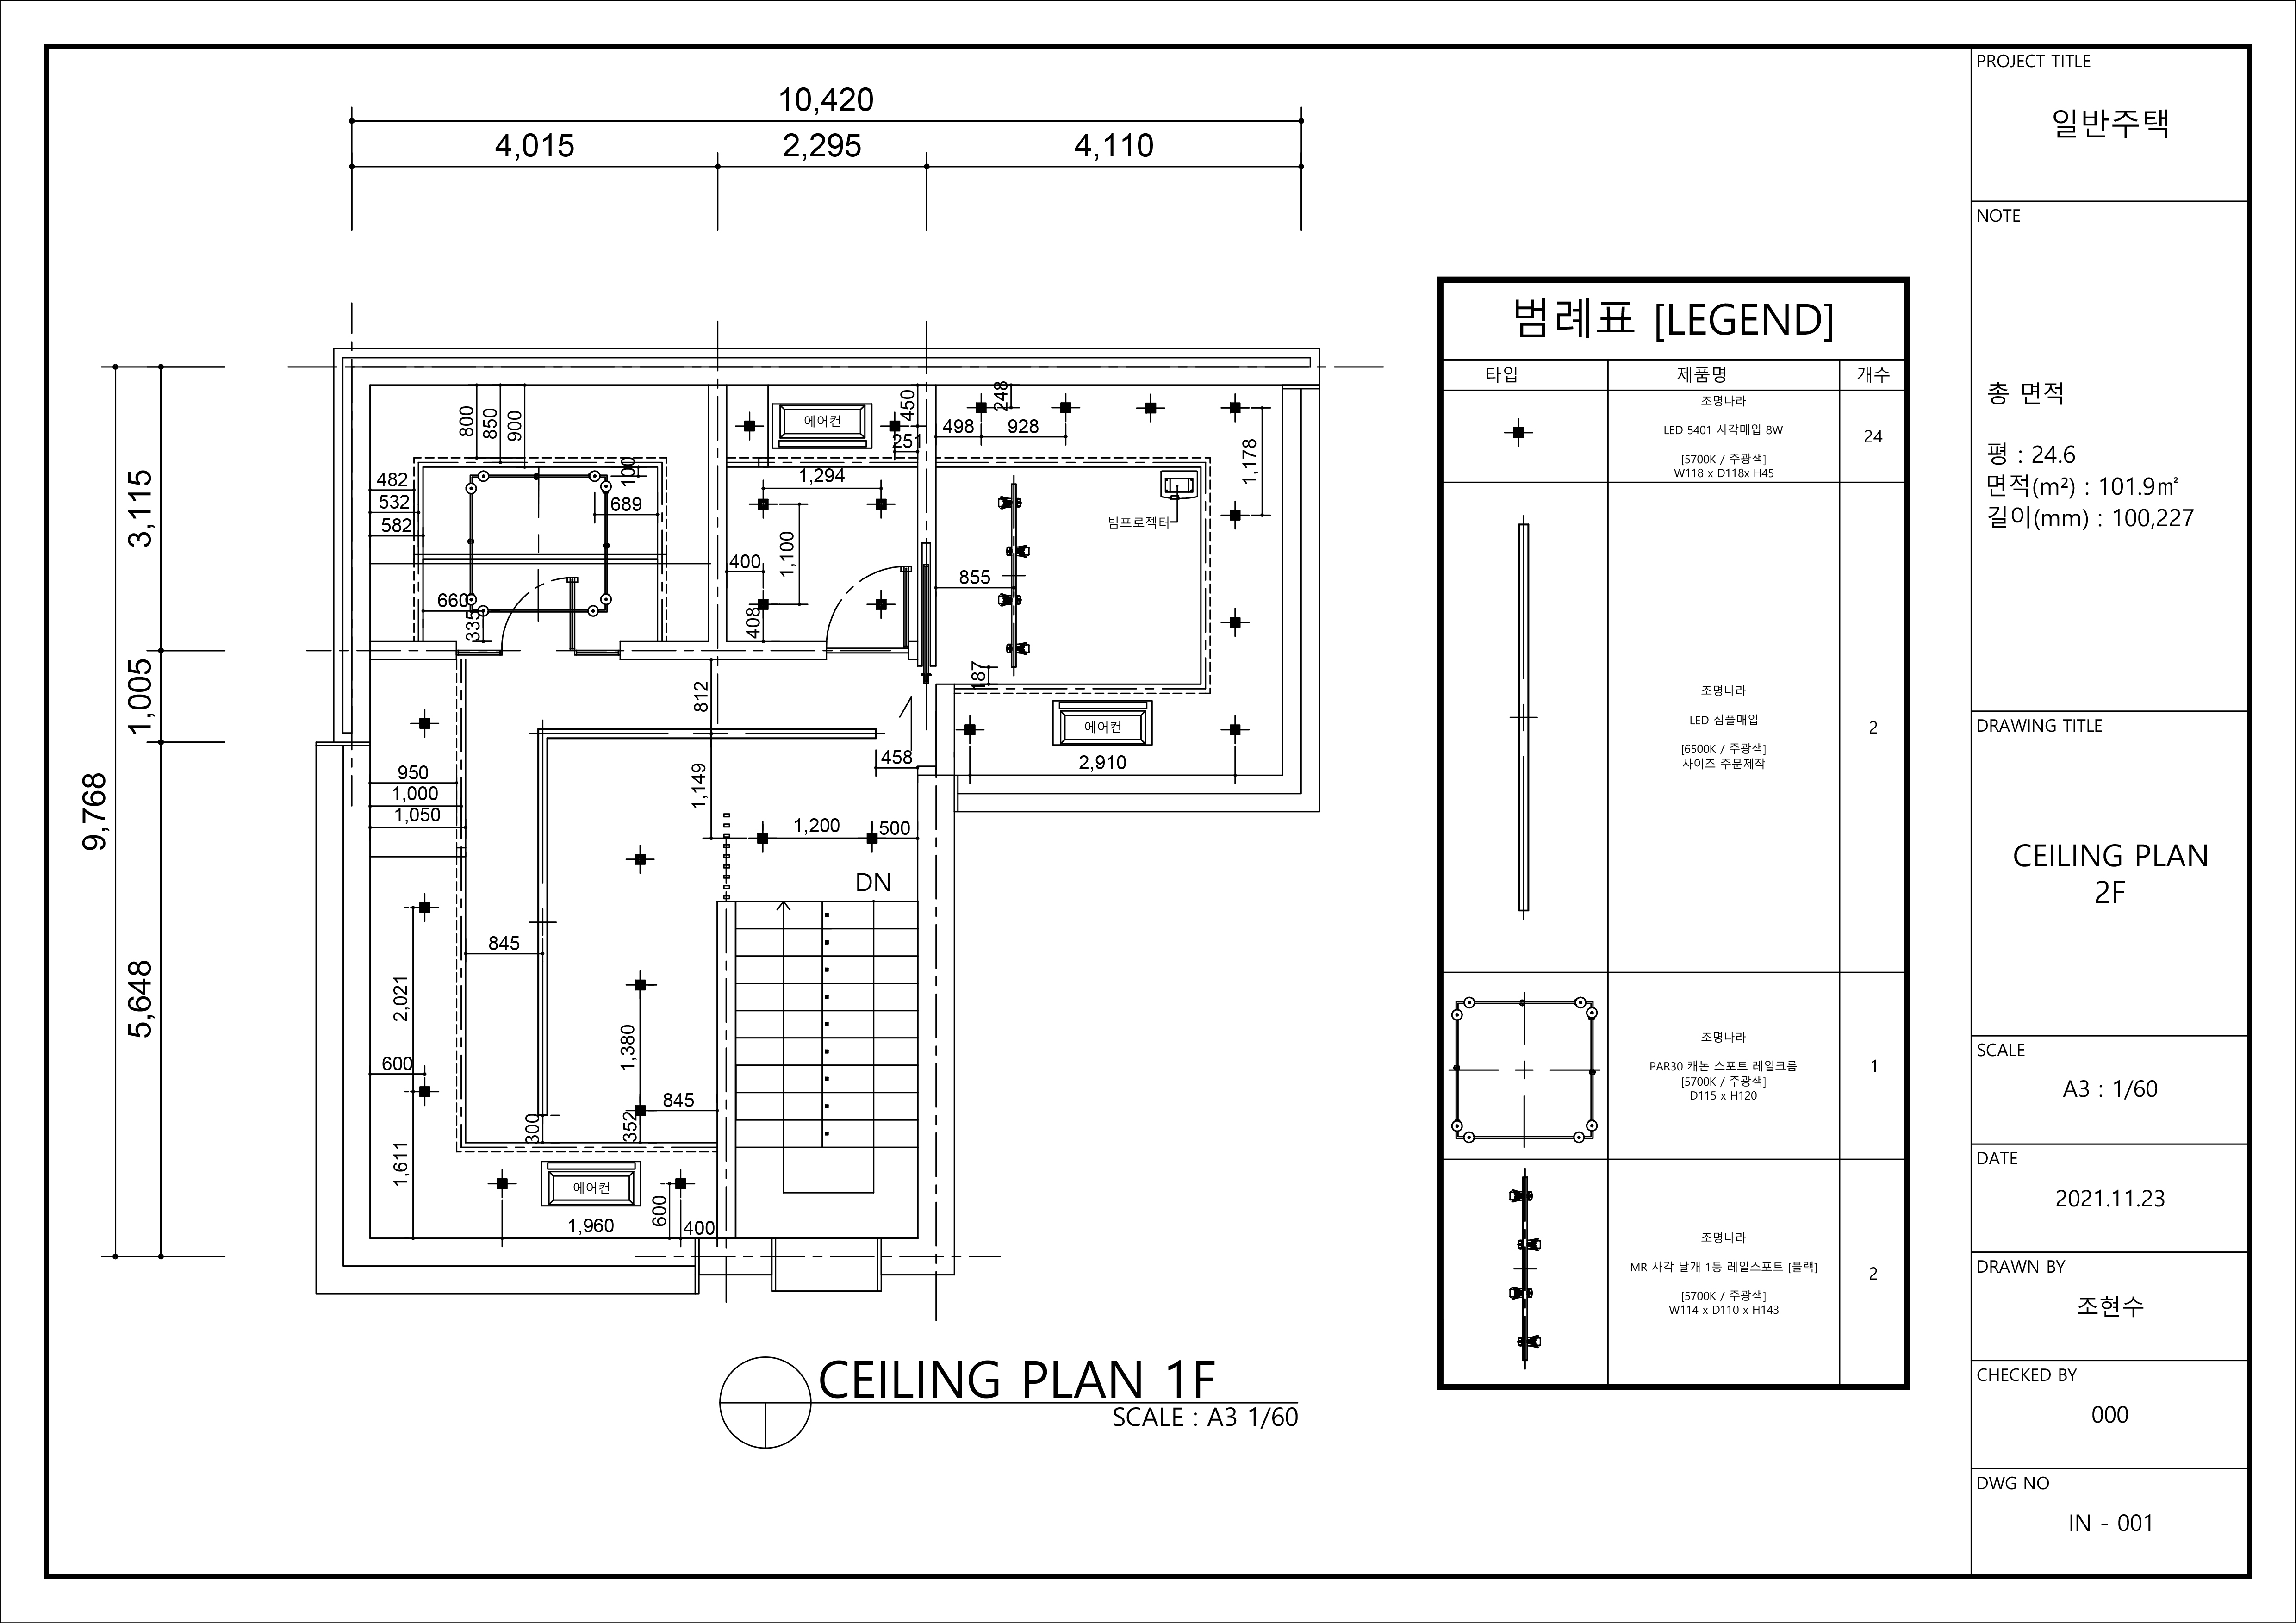 10,420
4,015
2,295
4,110
9,768
3,115
1,005
5,648
800
850
900
482
532
582
100
689
660
335
에어컨
450
251
1,294
1,100
400
408
248
498
928
1,178
빔프로젝터
855
187
812
1,149
458
에어컨
2,910
950
1,000
1,050
1,200
500
DN
845
2,021
600
1,611
1,380
845
300
352
에어컨
1,960
600
400
CEILING PLAN 1F
SCALE : A3 1/60
범례표 [LEGEND]
타입 제품명 개수
조명나라
LED 5401 사각매입 8W
[5700K / 주광색]
W118 x D118x H45
24
조명나라
LED 심플매입
[6500K / 주광색]
사이즈 주문제작
2
조명나라
PAR30 캐논 스포트 레일크롬
[5700K / 주광색]
D115 x H120
1
조명나라
MR 사각 날개 1등 레일스포트 [블랙]
[5700K / 주광색]
W114 x D110 x H143
2
PROJECT TITLE
일반주택
NOTE
총 면적
평 : 24.6
면적(m²) : 101.9㎡
길이(mm) : 100,227
DRAWING TITLE
CEILING PLAN
2F
SCALE
A3 : 1/60
DATE
2021.11.23
DRAWN BY
조현수
CHECKED BY
000
DWG NO
IN - 001